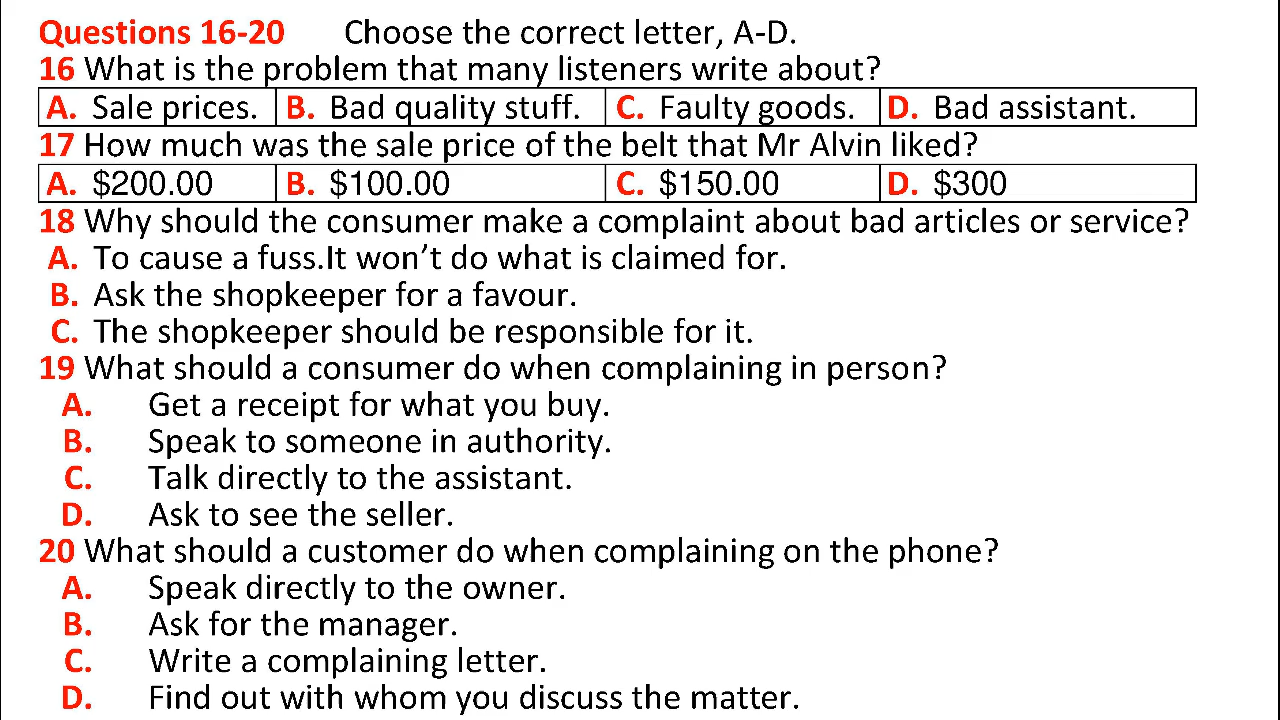 Questions 16-20 Choose the correct letter, A-D.
16 What is the problem that many listeners write about?
A. Sale prices. B. Bad quality stuff. C. Faulty goods. D. Bad assistant.
17 How much was the sale price of the belt that Mr Alvin liked?
A. $200.00 B. $100.00 C. $150.00 D. $300
18 Why should the consumer make a complaint about bad articles or service?
A. To cause a fuss.It won’t do what is claimed for.
B. Ask the shopkeeper for a favour.
C. The shopkeeper should be responsible for it.
19 What should a consumer do when complaining in person?
A. Get a receipt for what you buy.
B. Speak to someone in authority.
C. Talk directly to the assistant.
D. Ask to see the seller.
20 What should a customer do when complaining on the phone?
A. Speak directly to the owner.
B. Ask for the manager.
C. Write a complaining letter.
D. Find out with whom you discuss the matter.